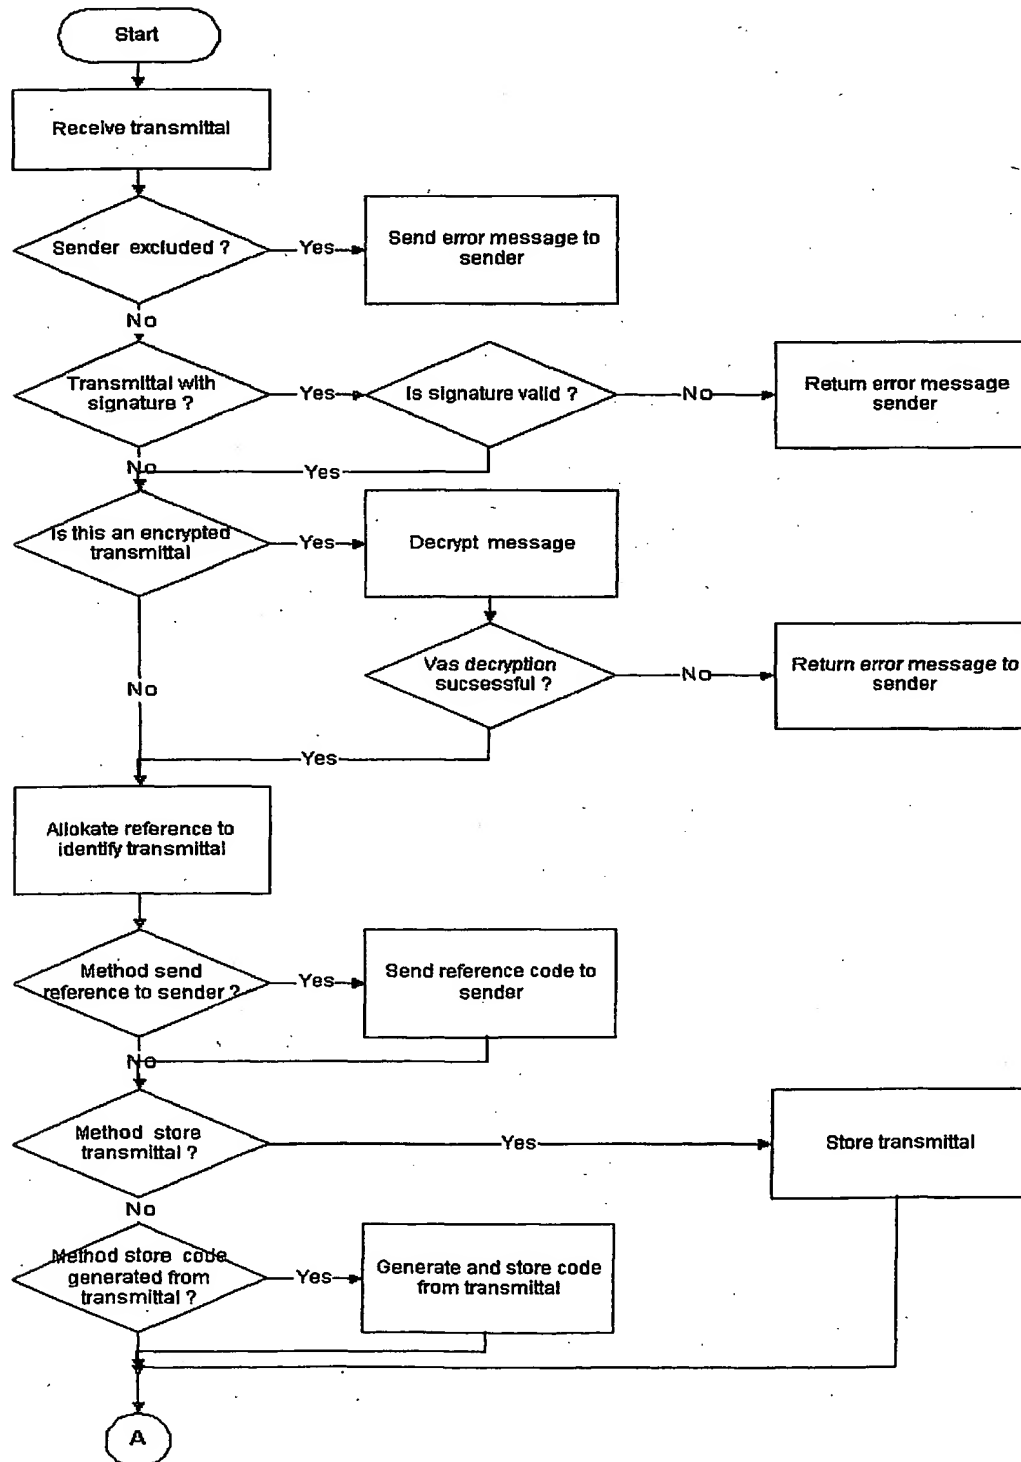 Start
Receive transmittal
Sender excluded ?
Yes
Send error message to
sender
No
Transmittal with
signature ?
Yes
Is signature valid ?
No
Return error message
sender
No
Yes
Is this an encrypted
transmittal
Yes
Decrypt message
Vas decryption
sucsessful ?
No
Return error message to
sender
No
Yes
Allokate reference to
identify transmittal
Method send
reference to sender ?
Yes
Send reference code to
sender
No
Method store
transmittal ?
Yes
Store transmittal
No
Method store code
generated from
transmittal ?
Yes
Generate and store code
from transmittal
A